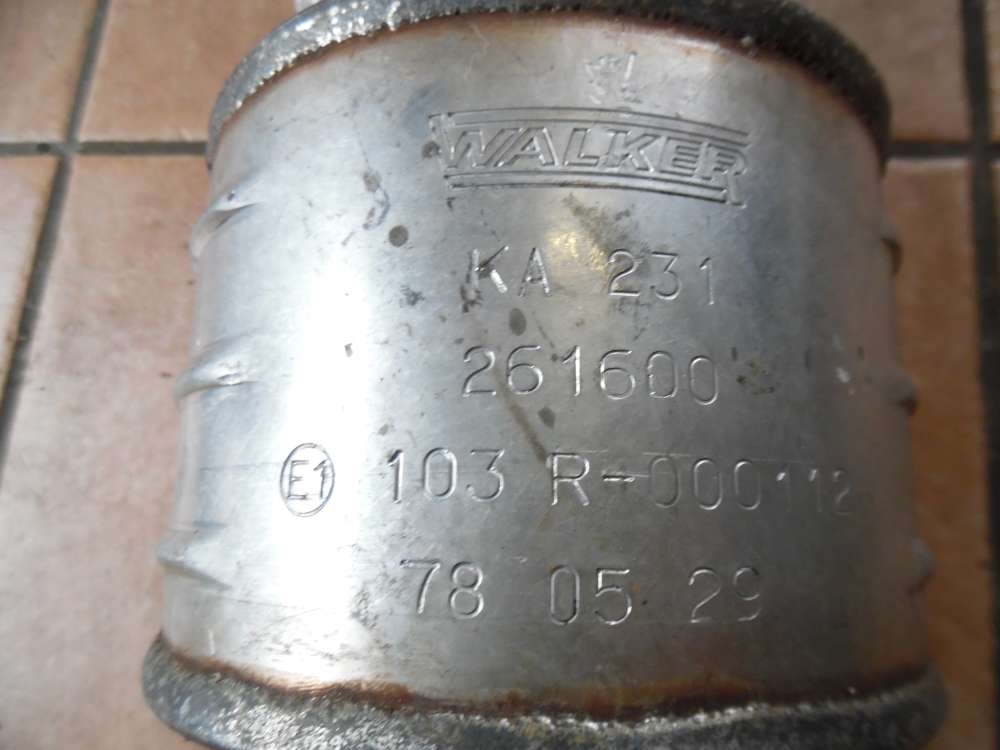 WALKER
KA 231
261600
E1 103 R-000112
78 05 29